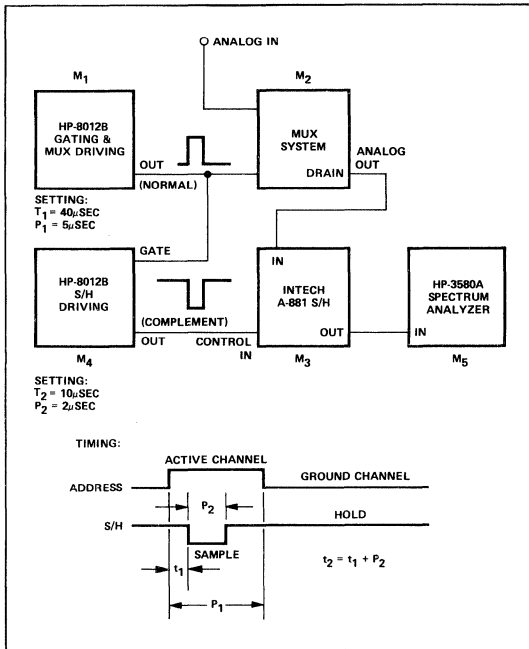 ANALOG IN
M1
M2
HP-8012B
GATING &
MUX DRIVING
OUT
(NORMAL)
MUX
SYSTEM
DRAIN
ANALOG
OUT
SETTING:
T1 = 40μSEC
P1 = 5μSEC
GATE
HP-8012B
S/H
DRIVING
(COMPLEMENT)
OUT
CONTROL
IN
IN
INTECH
A-881 S/H
OUT
HP-3580A
SPECTRUM
ANALYZER
IN
M4
M3
M5
SETTING:
T2 = 10μSEC
P2 = 2μSEC
TIMING:
ACTIVE CHANNEL
ADDRESS
GROUND CHANNEL
P2
S/H
HOLD
SAMPLE
t1
t2 = t1 + P2
P1